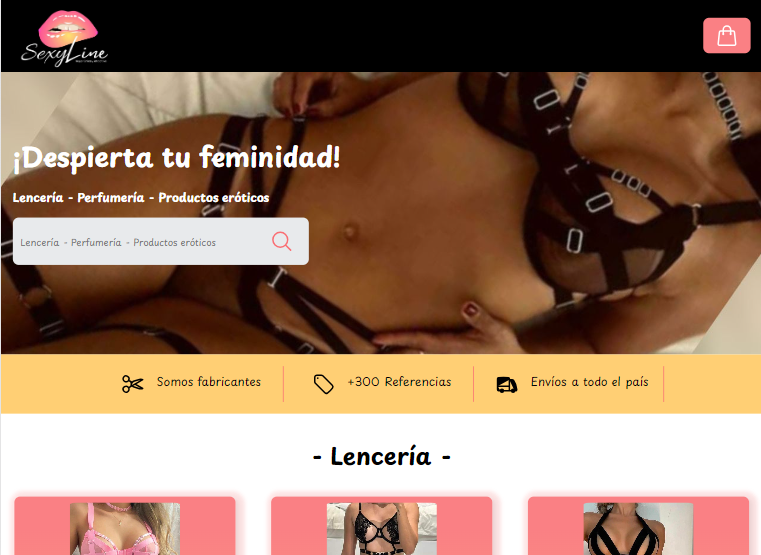 SexyLine
¡Despierta tu feminidad!
Lencería - Perfumería - Productos eróticos
Lencería - Perfumería - Productos eróticos
Somos fabricantes
+300 Referencias
Envíos a todo el país
- Lencería -